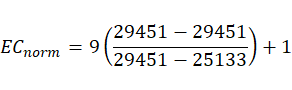 EC_norm = 9 ( (29451 − 29451) / (29451 − 25133) ) + 1